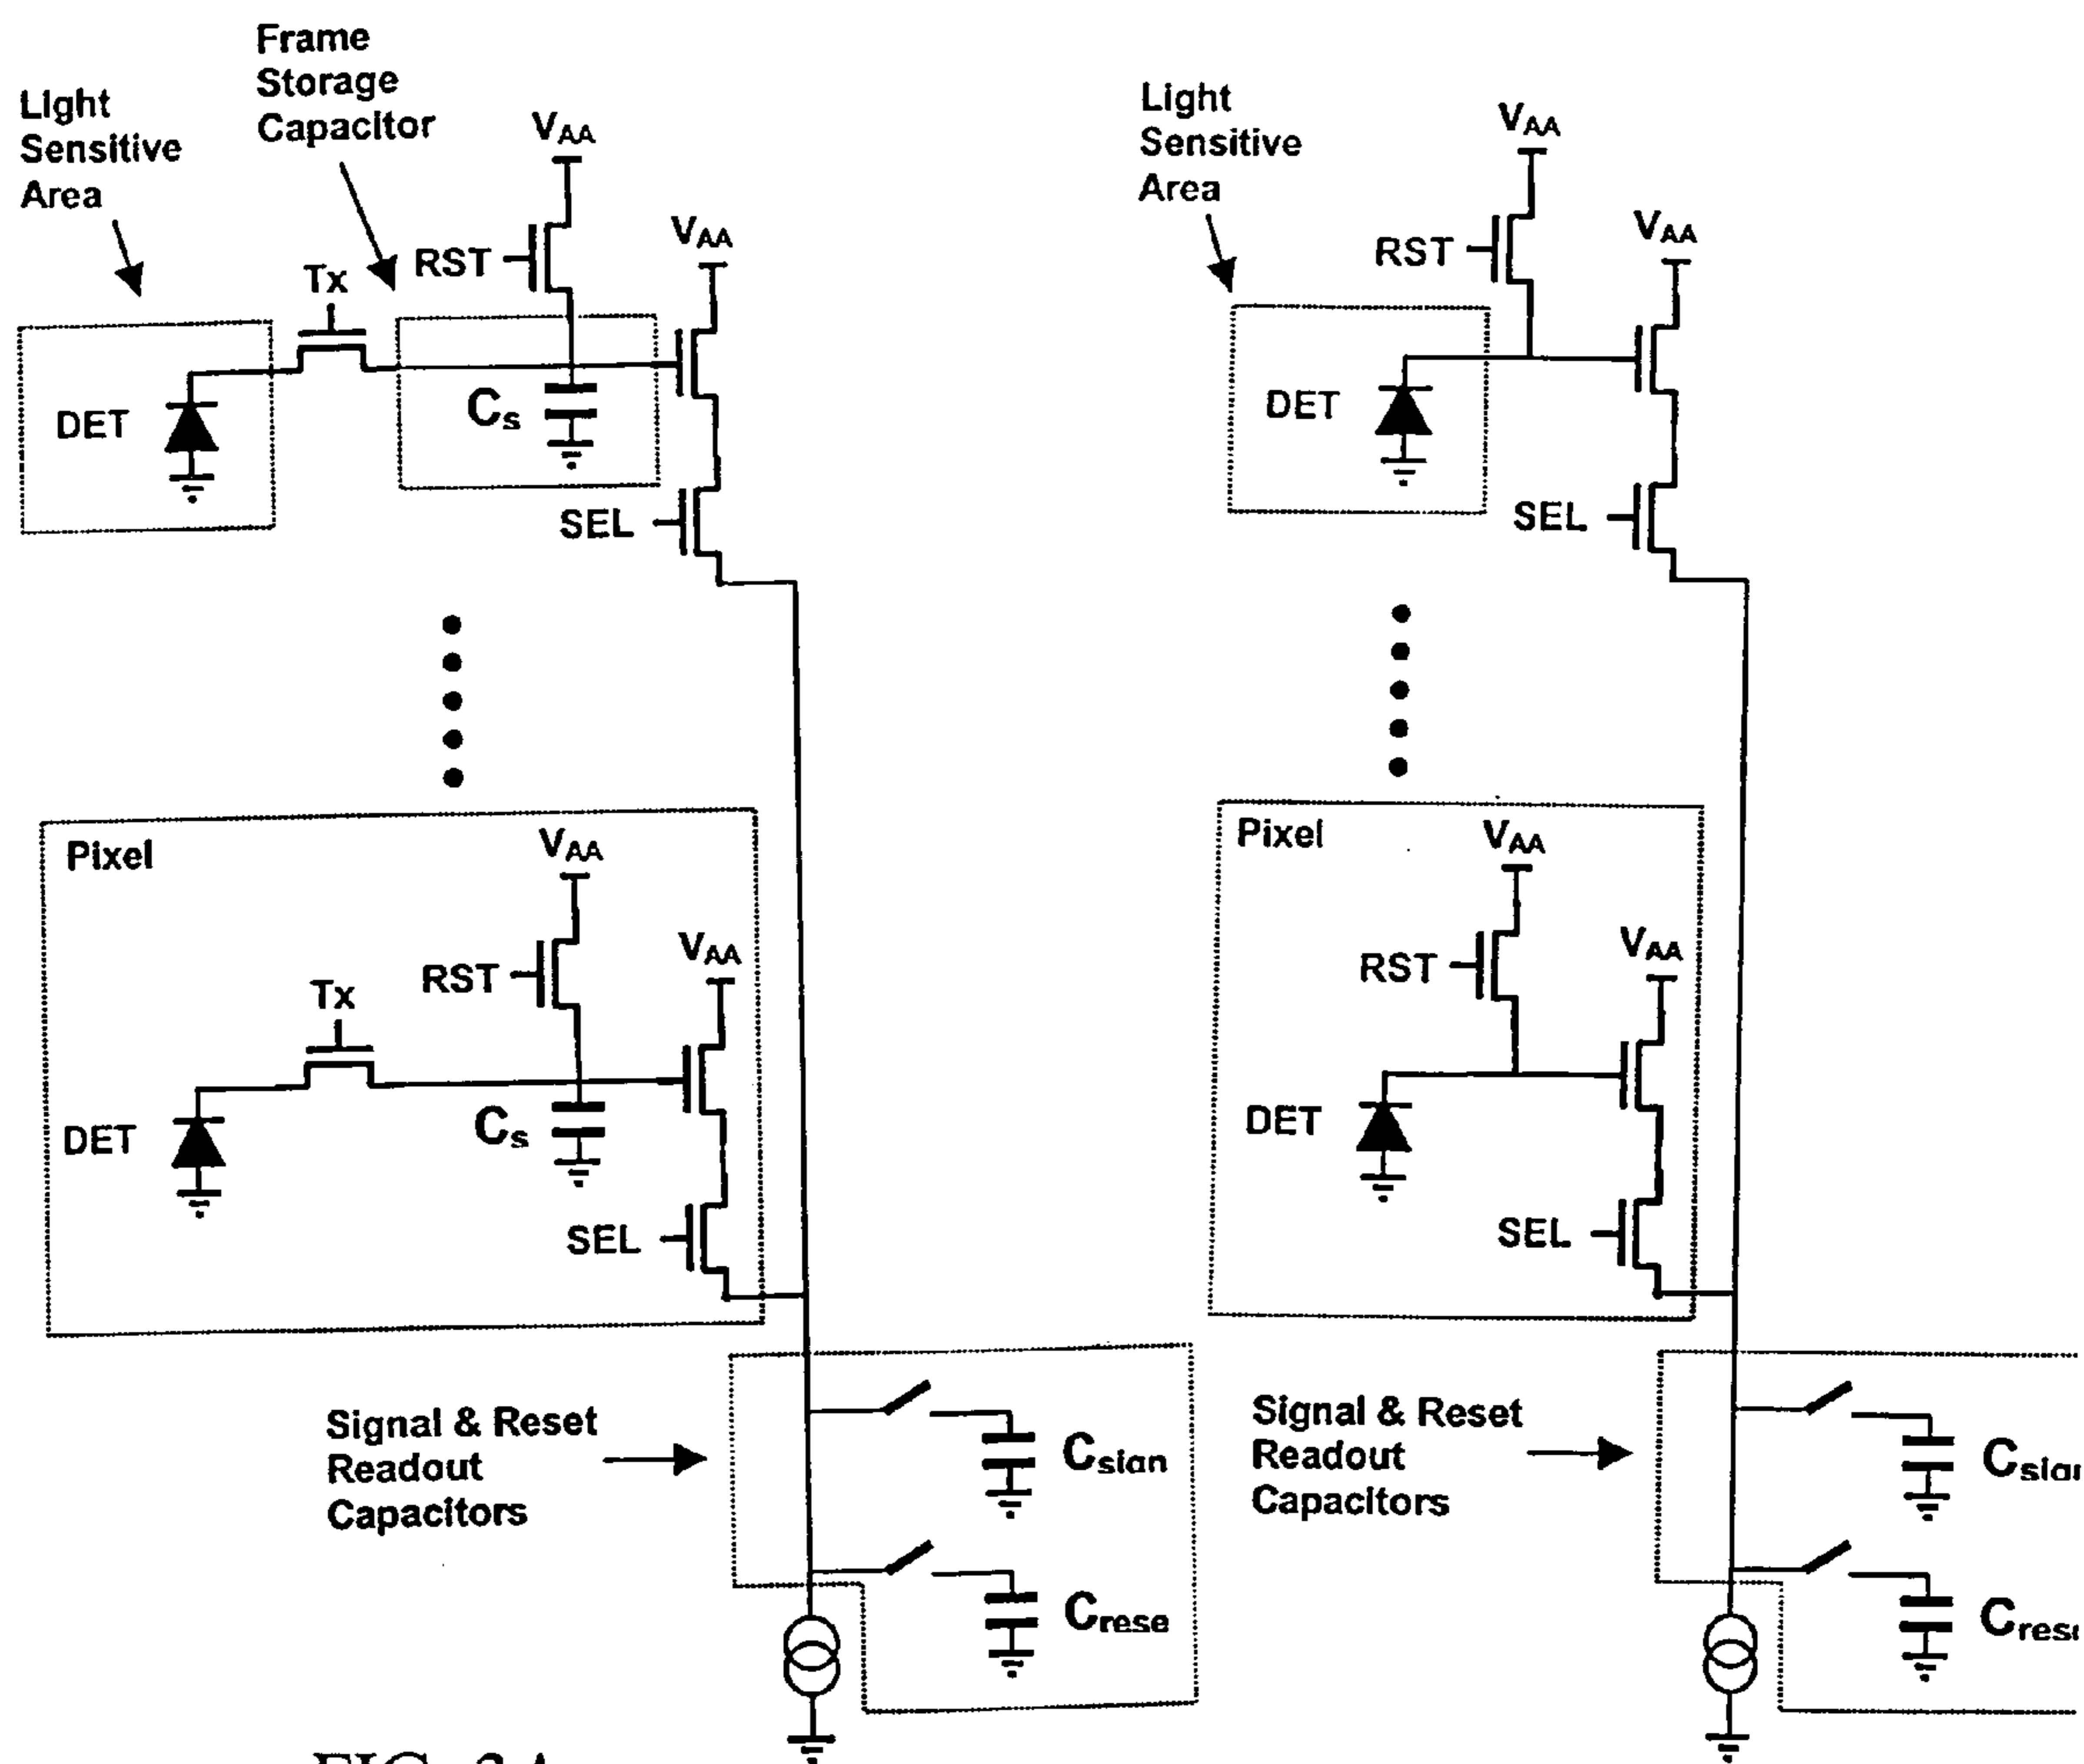 Frame
Storage
Capacitor
Light
Sensitive
Area
VAA
VAA
RST
Tx
DET
Cs
SEL
Light
Sensitive
Area
VAA
VAA
RST
DET
SEL
Pixel
VAA
VAA
RST
Tx
DET
Cs
SEL
Pixel
VAA
VAA
RST
DET
SEL
Signal & Reset
Readout
Capacitors
Csian
Crese
Signal & Reset
Readout
Capacitors